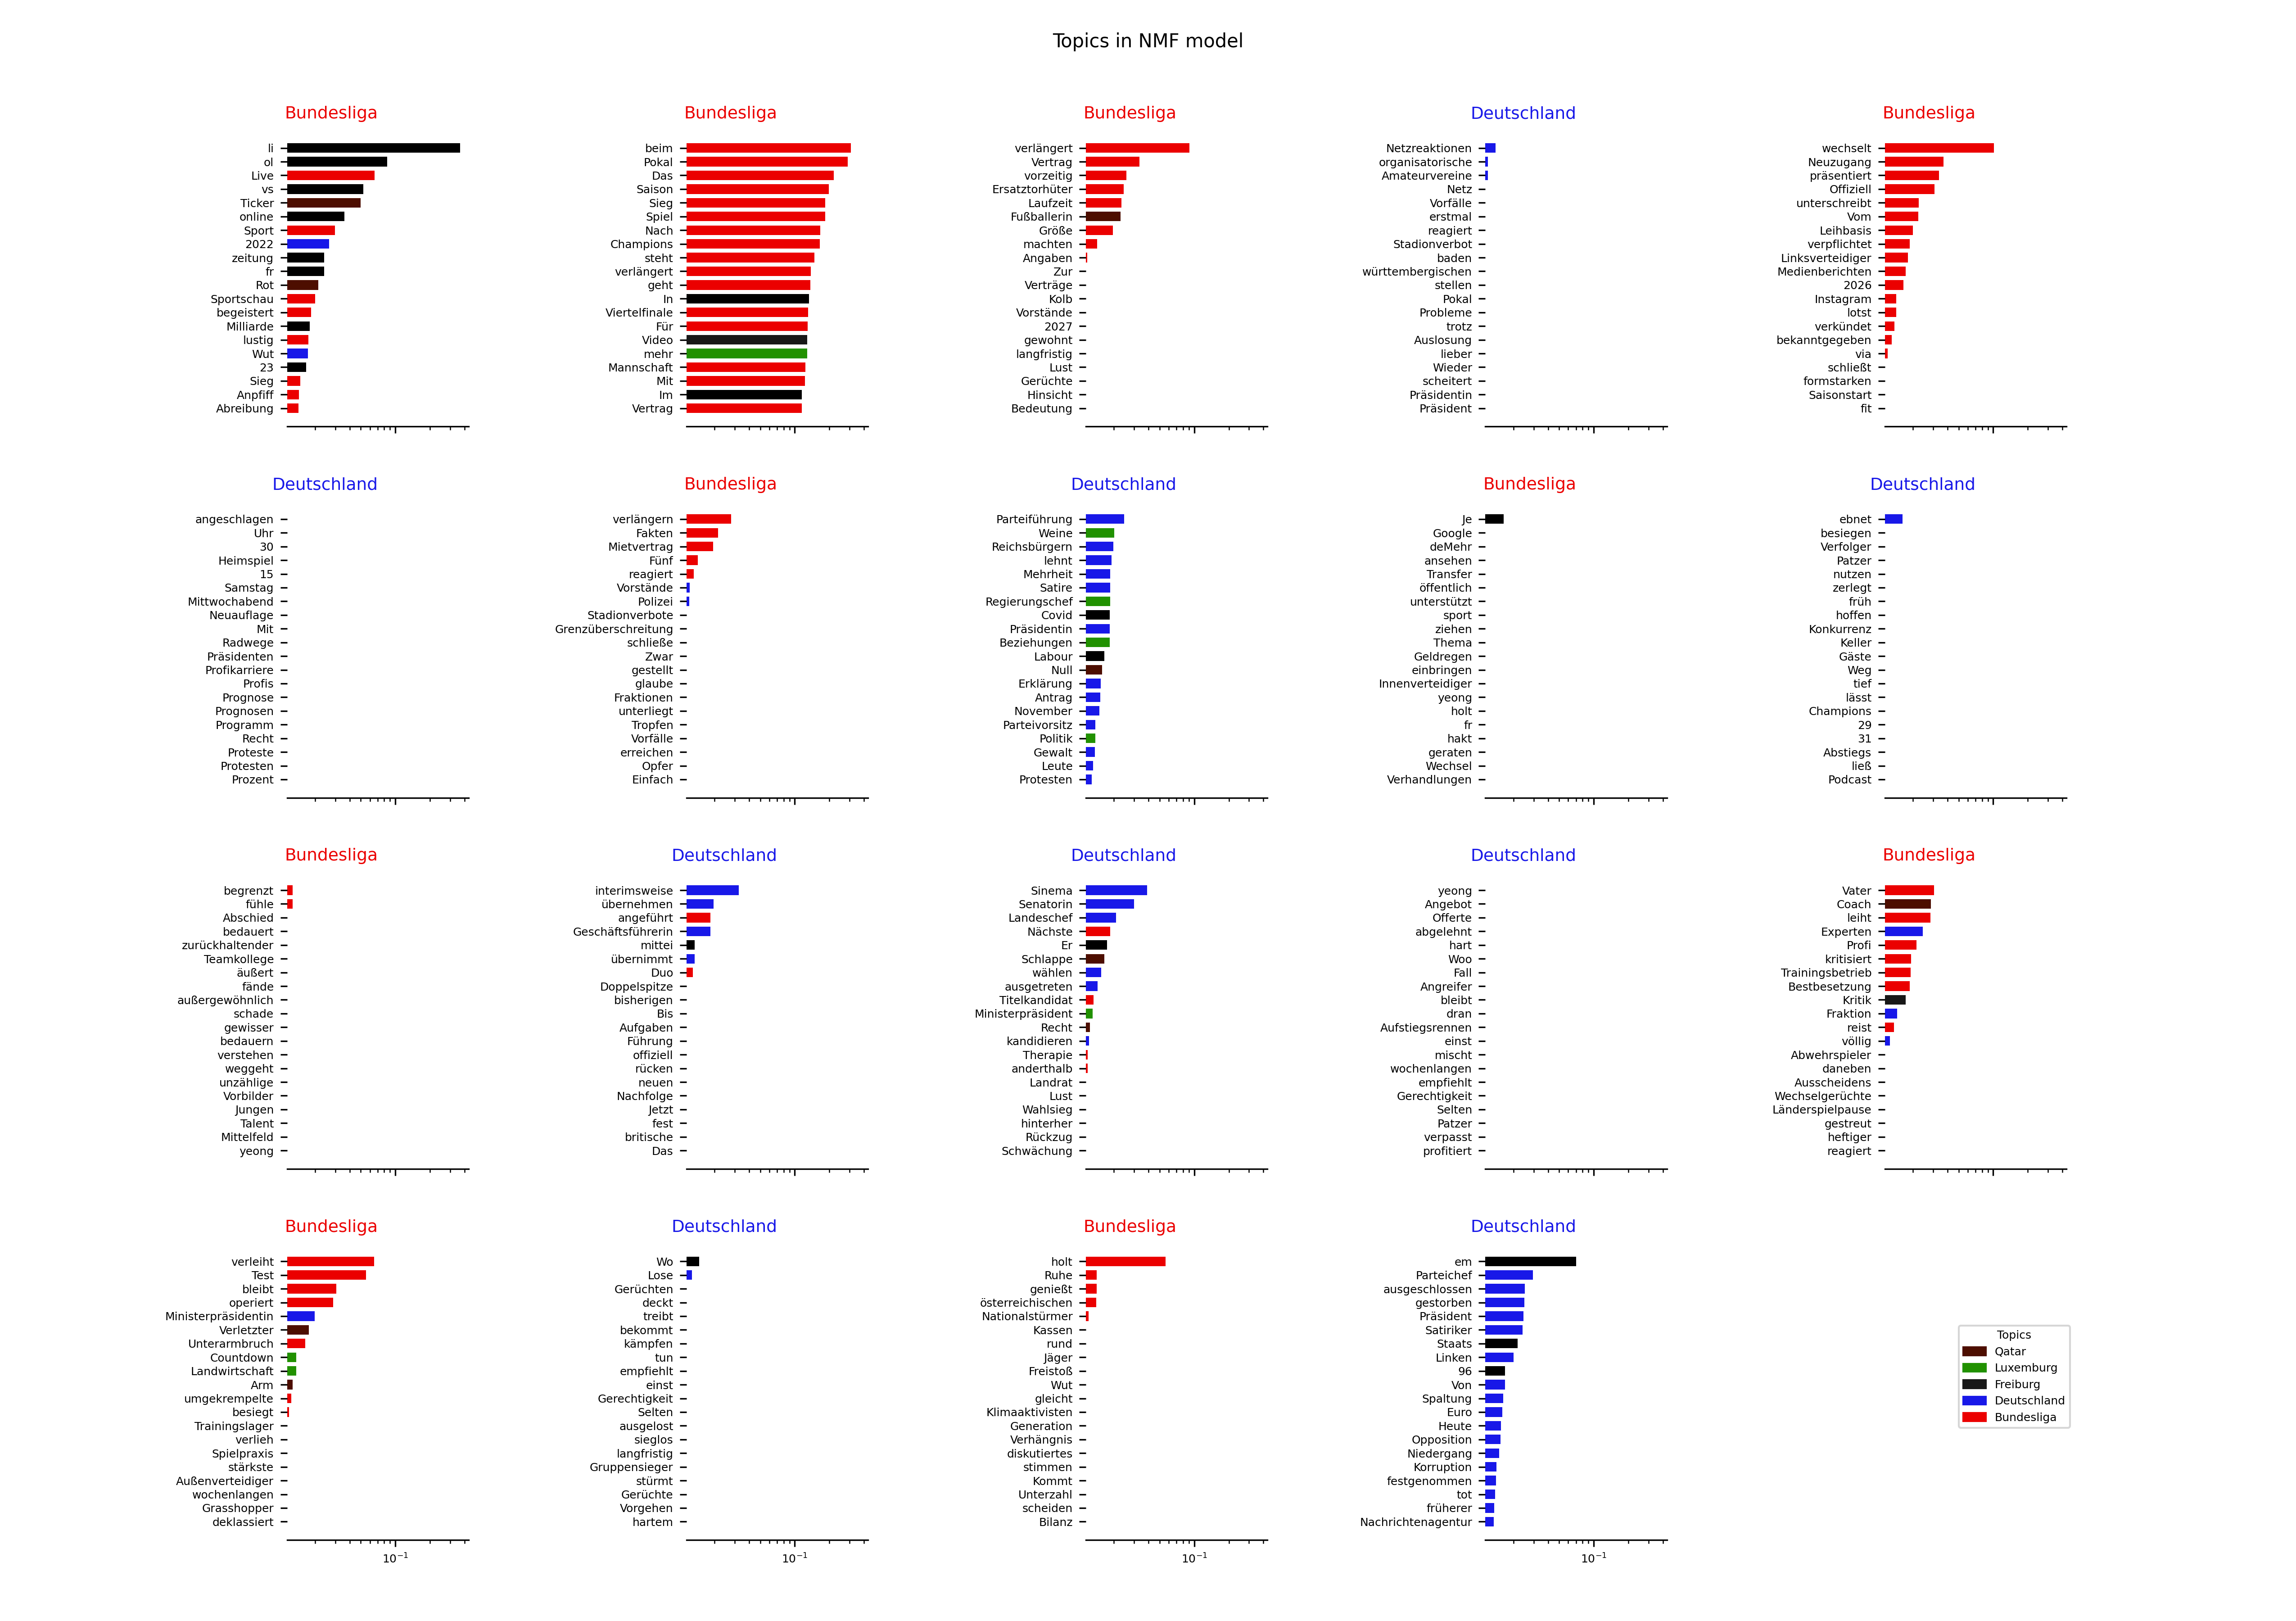 Topics in NMF model
Bundesliga
li
ol
Live
vs
Ticker
online
Sport
2022
zeitung
fr
Rot
Sportschau
begeistert
Milliarde
lustig
Wut
23
Sieg
Anpfiff
Abreibung
Bundesliga
beim
Pokal
Das
Saison
Sieg
Spiel
Nach
Champions
steht
verlängert
geht
In
Viertelfinale
Für
Video
mehr
Mannschaft
Mit
Im
Vertrag
Bundesliga
verlängert
Vertrag
vorzeitig
Ersatztorhüter
Laufzeit
Fußballerin
Größe
machten
Angaben
Zur
Verträge
Kolb
Vorstände
2027
gewohnt
langfristig
Lust
Gerüchte
Hinsicht
Bedeutung
Deutschland
Netzreaktionen
organisatorische
Amateurvereine
Netz
Vorfälle
erstmal
reagiert
Stadionverbot
baden
württembergischen
stellen
Pokal
Probleme
trotz
Auslosung
lieber
Wieder
scheitert
Präsidentin
Präsident
Bundesliga
wechselt
Neuzugang
präsentiert
Offiziell
unterschreibt
Vom
Leihbasis
verpflichtet
Linksverteidiger
Medienberichten
2026
Instagram
lotst
verkündet
bekanntgegeben
via
schließt
formstarken
Saisonstart
fit
Deutschland
angeschlagen
Uhr
30
Heimspiel
15
Samstag
Mittwochabend
Neuauflage
Mit
Radwege
Präsidenten
Profikarriere
Profis
Prognose
Prognosen
Programm
Recht
Proteste
Protesten
Prozent
Bundesliga
verlängern
Fakten
Mietvertrag
Fünf
reagiert
Vorstände
Polizei
Stadionverbote
Grenzüberschreitung
schließe
Zwar
gestellt
glaube
Fraktionen
unterliegt
Tropfen
Vorfälle
erreichen
Opfer
Einfach
Deutschland
Parteiführung
Weine
Reichsbürgern
lehnt
Mehrheit
Satire
Regierungschef
Covid
Präsidentin
Beziehungen
Labour
Null
Erklärung
Antrag
November
Parteivorsitz
Politik
Gewalt
Leute
Protesten
Bundesliga
Je
Google
deMehr
ansehen
Transfer
öffentlich
unterstützt
sport
ziehen
Thema
Geldregen
einbringen
Innenverteidiger
yeong
holt
fr
hakt
geraten
Wechsel
Verhandlungen
Deutschland
ebnet
besiegen
Verfolger
Patzer
nutzen
zerlegt
früh
hoffen
Konkurrenz
Keller
Gäste
Weg
tief
lässt
Champions
29
31
Abstiegs
ließ
Podcast
Bundesliga
begrenzt
fühle
Abschied
bedauert
zurückhaltender
Teamkollege
äußert
fände
außergewöhnlich
schade
gewisser
bedauern
verstehen
weggeht
unzählige
Vorbilder
Jungen
Talent
Mittelfeld
yeong
Deutschland
interimsweise
übernehmen
angeführt
Geschäftsführerin
mittei
übernimmt
Duo
Doppelspitze
bisherigen
Bis
Aufgaben
Führung
offiziell
rücken
neuen
Nachfolge
Jetzt
fest
britische
Das
Deutschland
Sinema
Senatorin
Landeschef
Nächste
Er
Schlappe
wählen
ausgetreten
Titelkandidat
Ministerpräsident
Recht
kandidieren
Therapie
anderthalb
Landrat
Lust
Wahlsieg
hinterher
Rückzug
Schwächung
Deutschland
yeong
Angebot
Offerte
abgelehnt
hart
Woo
Fall
Angreifer
bleibt
dran
Aufstiegsrennen
einst
mischt
wochenlangen
empfiehlt
Gerechtigkeit
Selten
Patzer
verpasst
profitiert
Bundesliga
Vater
Coach
leiht
Experten
Profi
kritisiert
Trainingsbetrieb
Bestbesetzung
Kritik
Fraktion
reist
völlig
Abwehrspieler
daneben
Ausscheidens
Wechselgerüchte
Länderspielpause
gestreut
heftiger
reagiert
Bundesliga
verleiht
Test
bleibt
operiert
Ministerpräsidentin
Verletzter
Unterarmbruch
Countdown
Landwirtschaft
Arm
umgekrempelte
besiegt
Trainingslager
verlieh
Spielpraxis
stärkste
Außenverteidiger
wochenlangen
Grasshopper
deklassiert
10⁻¹
Deutschland
Wo
Lose
Gerüchten
deckt
treibt
bekommt
kämpfen
tun
empfiehlt
einst
Gerechtigkeit
Selten
ausgelost
sieglos
langfristig
Gruppensieger
stürmt
Gerüchte
Vorgehen
hartem
10⁻¹
Bundesliga
holt
Ruhe
genießt
österreichischen
Nationalstürmer
Kassen
rund
Jäger
Freistoß
Wut
gleicht
Klimaaktivisten
Generation
Verhängnis
diskutiertes
stimmen
Kommt
Unterzahl
scheiden
Bilanz
10⁻¹
Deutschland
em
Parteichef
ausgeschlossen
gestorben
Präsident
Satiriker
Staats
Linken
96
Von
Spaltung
Euro
Heute
Opposition
Niedergang
Korruption
festgenommen
tot
früherer
Nachrichtenagentur
10⁻¹
Topics
Qatar
Luxemburg
Freiburg
Deutschland
Bundesliga